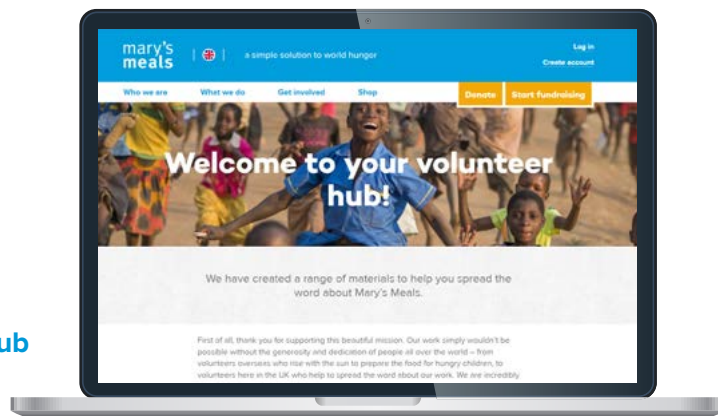 mary's
meals
a simple solution to world hunger
Log in
Create account
Who we are
What we do
Get involved
Shop
Donate
Start fundraising
Welcome to your volunteer
hub!
We have created a range of materials to help you spread the
word about Mary's Meals.
First of all, thank you for supporting this beautiful mission. Our work simply wouldn't be
possible without the generosity and dedication of people all over the world – from
volunteers overseas who rise with the sun to prepare the food for hungry children, to
volunteers here in the UK who help to spread the word about our work. We are incredibly
ub